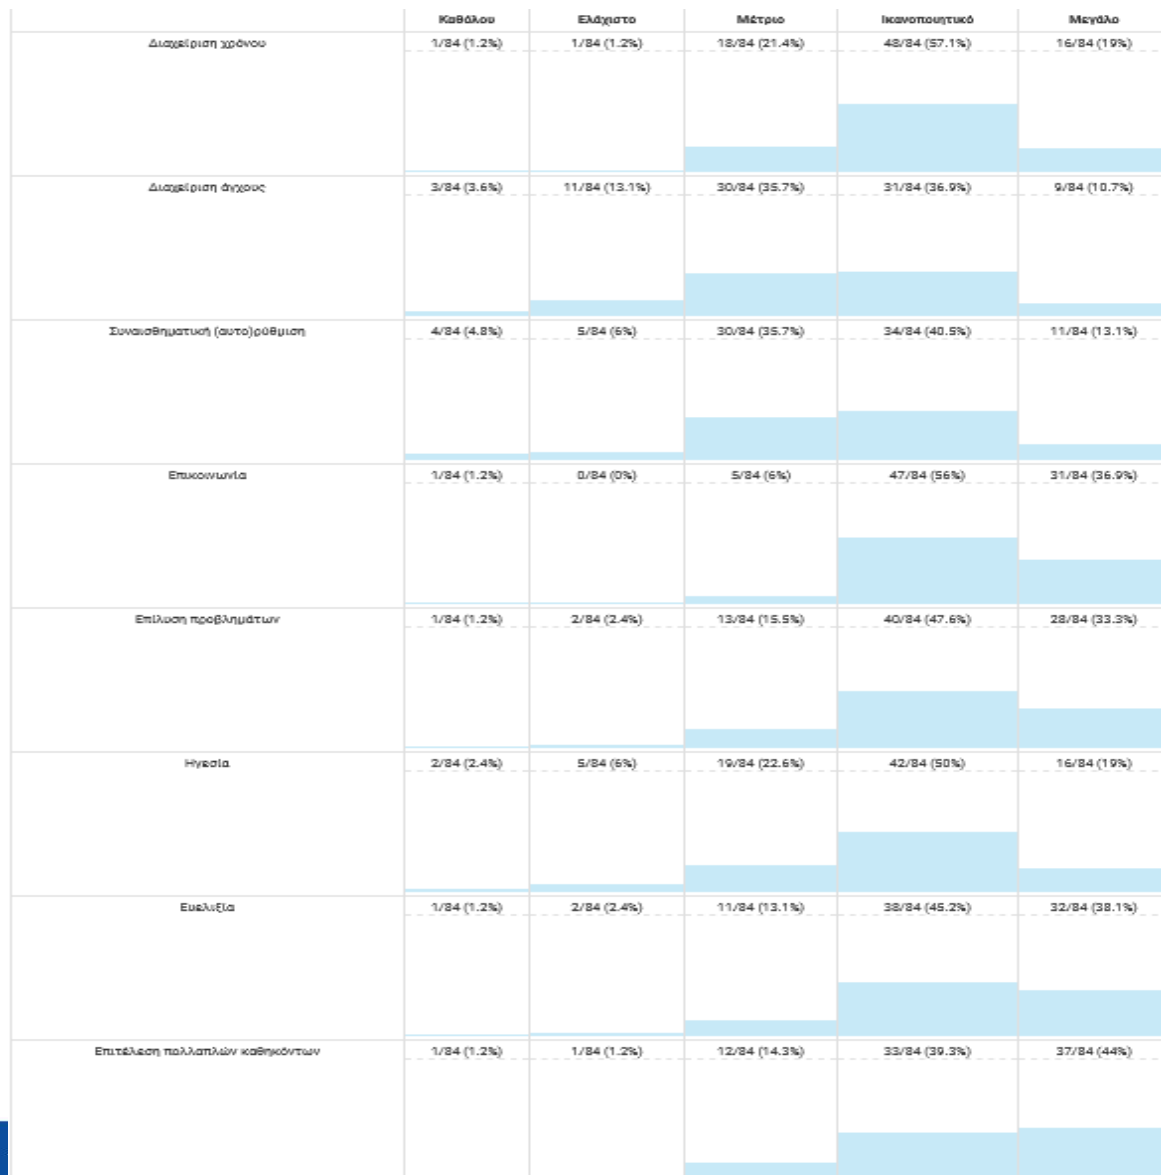 Καθόλου Ελάχιστο Μέτριο Ικανοποιητικό Μεγάλο
Διαχείριση χρόνου 1/84 (1.2%) 1/84 (1.2%) 18/84 (21.4%) 48/84 (57.1%) 16/84 (19%)
Διαχείριση άγχους 3/84 (3.6%) 11/84 (13.1%) 30/84 (35.7%) 31/84 (36.9%) 9/84 (10.7%)
Συναισθηματική (αυτο)ρύθμιση 4/84 (4.8%) 5/84 (6%) 30/84 (35.7%) 34/84 (40.5%) 11/84 (13.1%)
Επικοινωνία 1/84 (1.2%) 0/84 (0%) 5/84 (6%) 47/84 (56%) 31/84 (36.9%)
Επίλυση προβλημάτων 1/84 (1.2%) 2/84 (2.4%) 13/84 (15.5%) 40/84 (47.6%) 28/84 (33.3%)
Ηγεσία 2/84 (2.4%) 5/84 (6%) 19/84 (22.6%) 42/84 (50%) 16/84 (19%)
Ευελιξία 1/84 (1.2%) 2/84 (2.4%) 11/84 (13.1%) 38/84 (45.2%) 32/84 (38.1%)
Επιτέλεση πολλαπλών καθηκόντων 1/84 (1.2%) 1/84 (1.2%) 12/84 (14.3%) 33/84 (39.3%) 37/84 (44%)